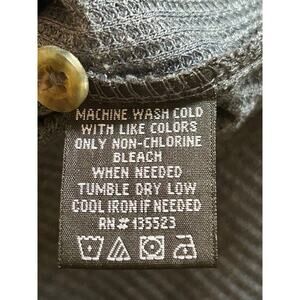 MACHINE WASH COLD
WITH LIKE COLORS
ONLY NON-CHLORINE
BLEACH
WHEN NEEDED
TUMBLE DRY LOW
COOL IRON IF NEEDED
RN# 135523